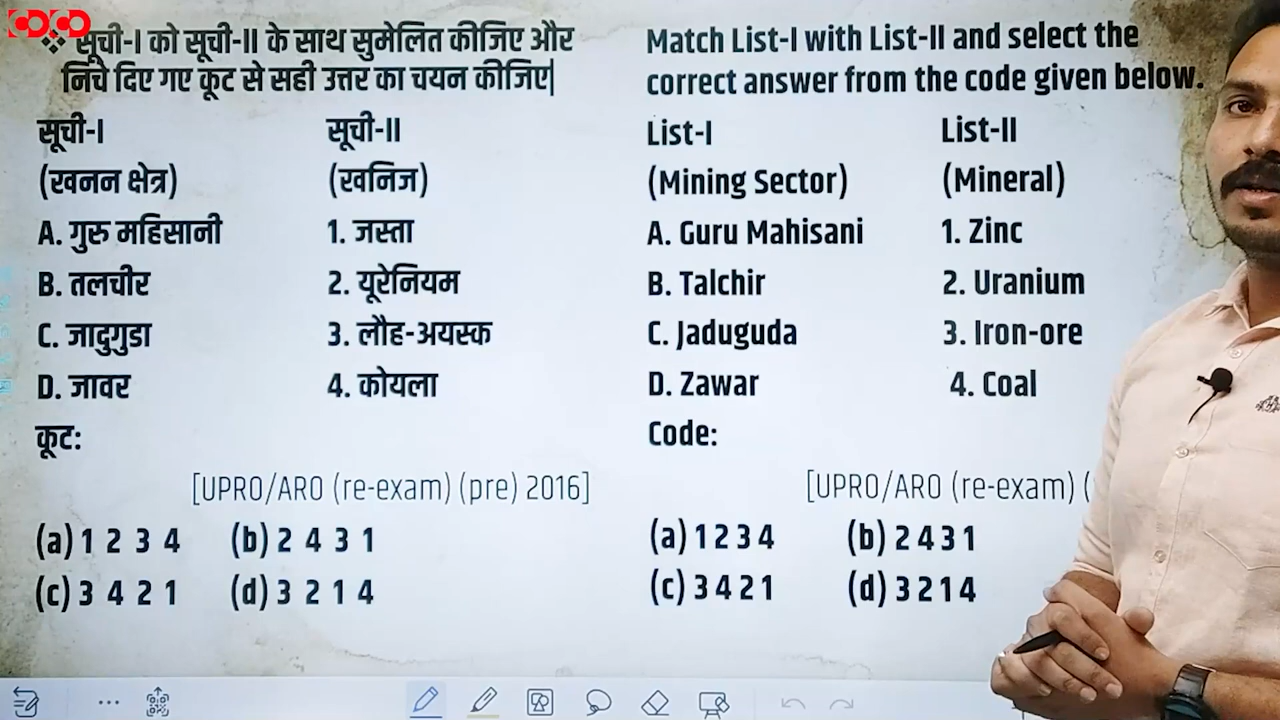 ❖ सूची-I को सूची-II के साथ सुमेलित कीजिए और
निचे दिए गए कूट से सही उत्तर का चयन कीजिए|
सूची-I सूची-II
(खनन क्षेत्र) (खनिज)
A. गुरु महिसानी 1. जस्ता
B. तलचीर 2. यूरेनियम
C. जादुगुडा 3. लौह-अयस्क
D. जावर 4. कोयला
कूट:
[UPRO/ARO (re-exam) (pre) 2016]
(a) 1 2 3 4 (b) 2 4 3 1
(c) 3 4 2 1 (d) 3 2 1 4
Match List-I with List-II and select the
correct answer from the code given below.
List-I List-II
(Mining Sector) (Mineral)
A. Guru Mahisani 1. Zinc
B. Talchir 2. Uranium
C. Jaduguda 3. Iron-ore
D. Zawar 4. Coal
Code:
[UPRO/ARO (re-exam) (
(a) 1 2 3 4 (b) 2 4 3 1
(c) 3 4 2 1 (d) 3 2 1 4